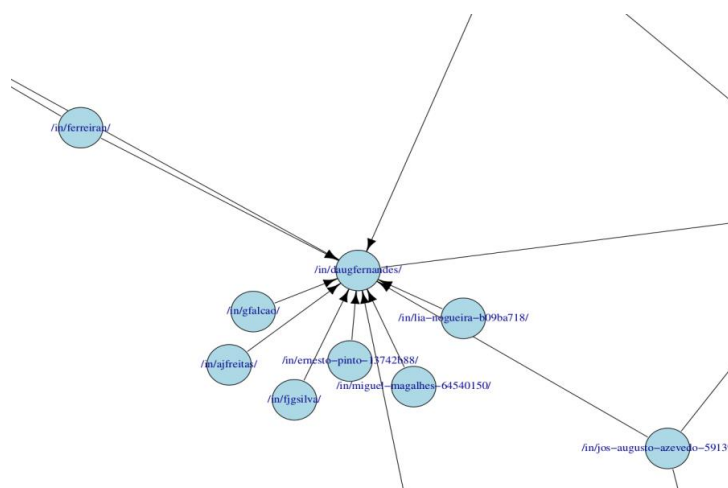 /in/ferreiran/
/in/daugfernandes/
/in/gfalcao/
/in/lia-nogueira-b09ba718/
/in/ernesto-pinto-13742b88/
/in/ajfreitas/
/in/miguel-magalhes-64540150/
/in/fjgsilva/
/in/jos-augusto-azevedo-5913